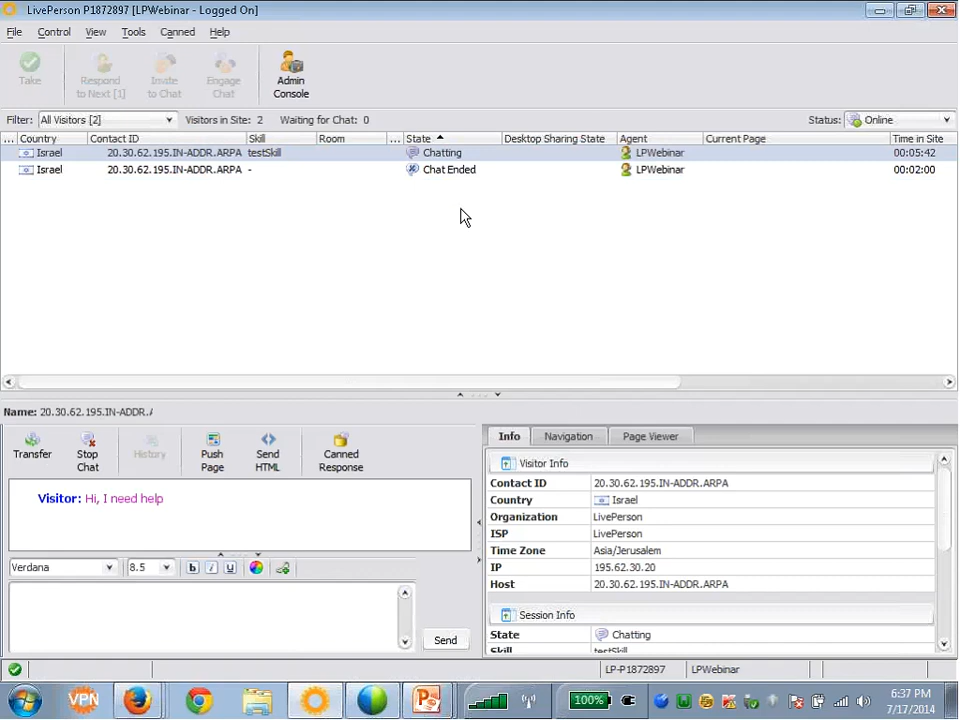 LivePerson P1872897 [LPWebinar - Logged On]
File Control View Tools Canned Help
Take
Respond to Next [1]
Invite to Chat
Engage Chat
Admin Console
Filter: All Visitors [2] Visitors in Site: 2 Waiting for Chat: 0 Status: Online
... Country Contact ID Skill Room ... State Desktop Sharing State Agent Current Page Time in Site
Israel 20.30.62.195.IN-ADDR.ARPA testSkill Chatting LPWebinar 00:05:42
Israel 20.30.62.195.IN-ADDR.ARPA - Chat Ended LPWebinar 00:02:00
Name: 20.30.62.195.IN-ADDR./
Transfer
Stop Chat
History
Push Page
Send HTML
Canned Response
Visitor: Hi, I need help
Verdana 8.5 b i u
Send
Info Navigation Page Viewer
Visitor Info
Contact ID 20.30.62.195.IN-ADDR.ARPA
Country Israel
Organization LivePerson
ISP LivePerson
Time Zone Asia/Jerusalem
IP 195.62.30.20
Host 20.30.62.195.IN-ADDR.ARPA
Session Info
State Chatting
Skill testSkill
LP-P1872897 LPWebinar
VPN 100% 6:37 PM
7/17/2014